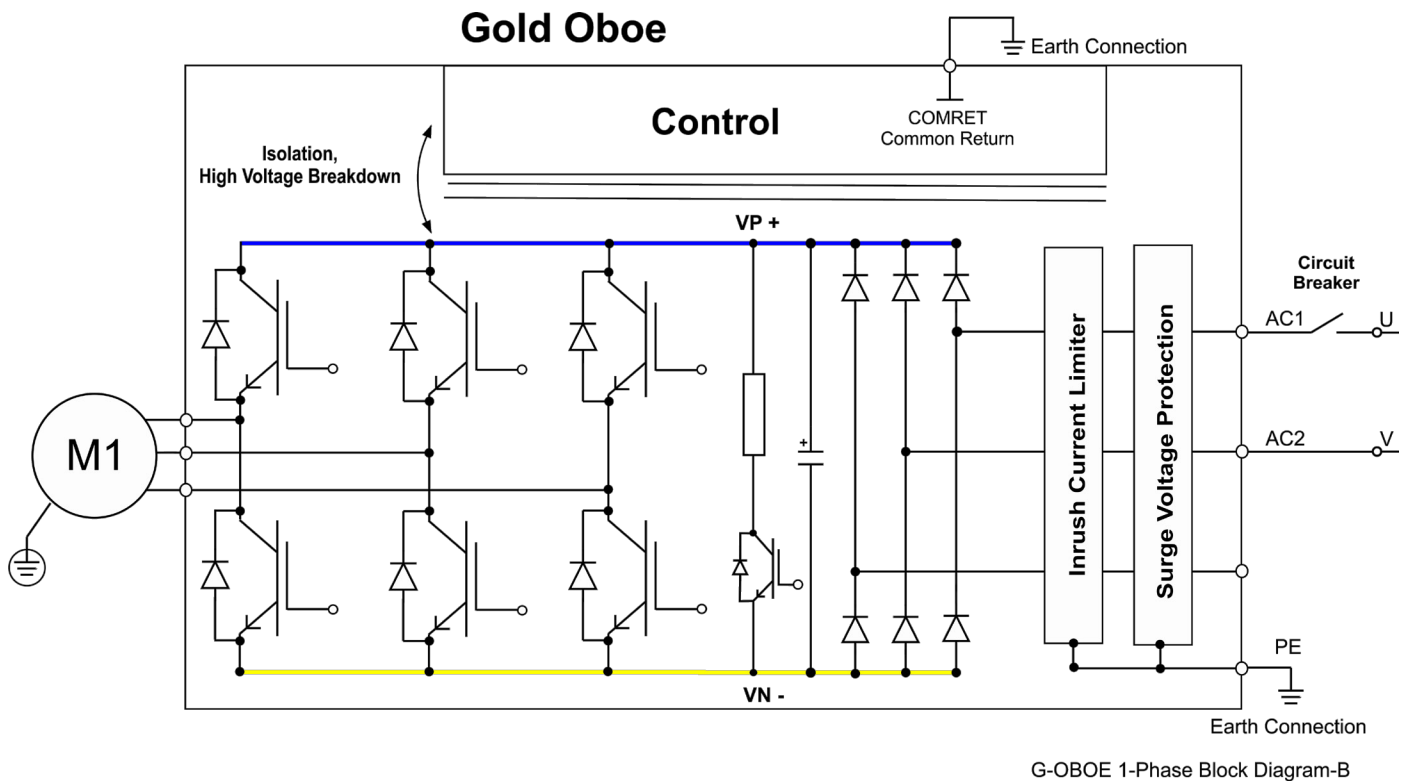 Gold Oboe
Earth Connection
Control
COMRET
Common Return
Isolation,
High Voltage Breakdown
VP +
Circuit
Breaker
AC1
U
Inrush Current Limiter
Surge Voltage Protection
M1
+
AC2
V
PE
VN -
Earth Connection
G-OBOE 1-Phase Block Diagram-B